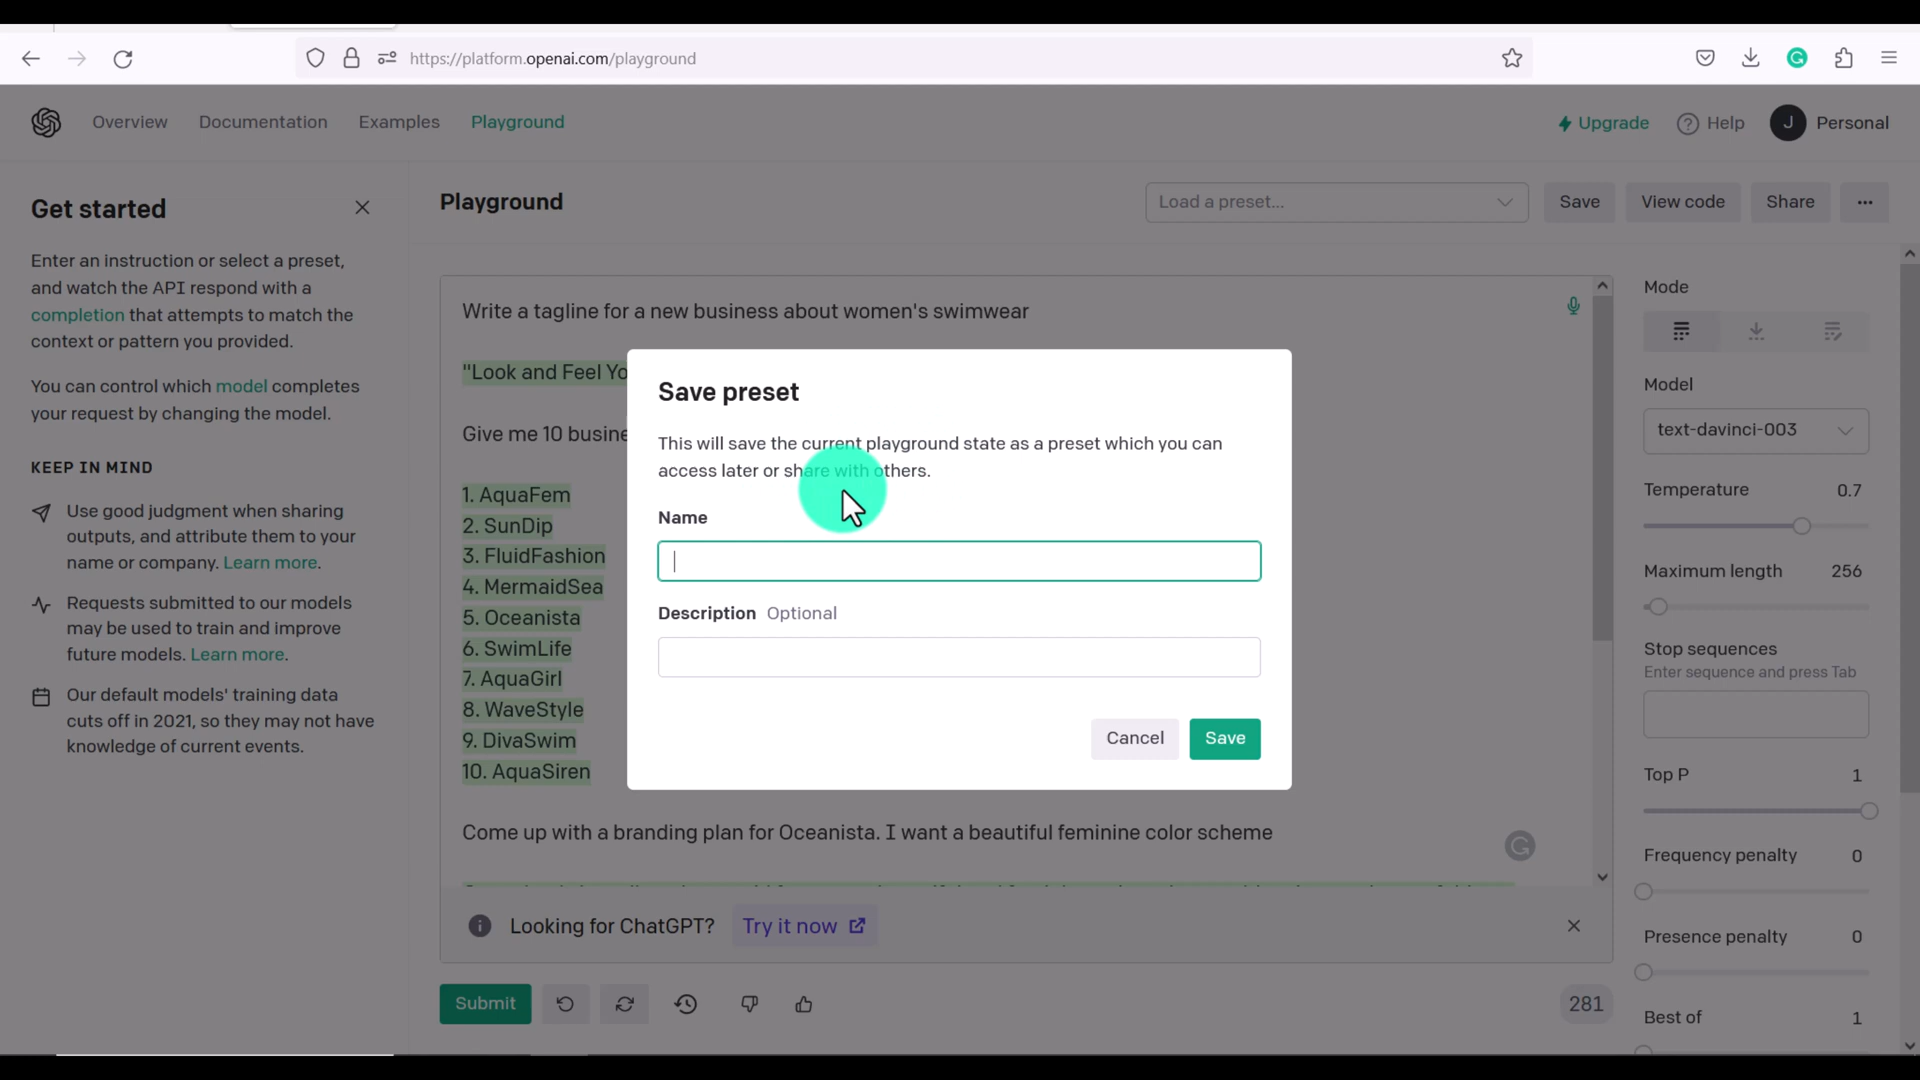 https://platform.openai.com/playground
Overview
Documentation
Examples
Playground
Upgrade
Help
J
Personal
Get started
Enter an instruction or select a preset,
and watch the API respond with a
completion that attempts to match the
context or pattern you provided.
You can control which model completes
your request by changing the model.
KEEP IN MIND
Use good judgment when sharing
outputs, and attribute them to your
name or company. Learn more.
Requests submitted to our models
may be used to train and improve
future models. Learn more.
Our default models' training data
cuts off in 2021, so they may not have
knowledge of current events.
Playground
Load a preset...
Save
View code
Share
Write a tagline for a new business about women's swimwear
"Look and Feel Yo
Give me 10 busine
1. AquaFem
2. SunDip
3. FluidFashion
4. MermaidSea
5. Oceanista
6. SwimLife
7. AquaGirl
8. WaveStyle
9. DivaSwim
10. AquaSiren
Come up with a branding plan for Oceanista. I want a beautiful feminine color scheme
Save preset
This will save the current playground state as a preset which you can
access later or share with others.
Name
Description Optional
Cancel
Save
Looking for ChatGPT?
Try it now
Submit
281
Mode
Model
text-davinci-003
Temperature 0.7
Maximum length 256
Stop sequences
Enter sequence and press Tab
Top P 1
Frequency penalty 0
Presence penalty 0
Best of 1